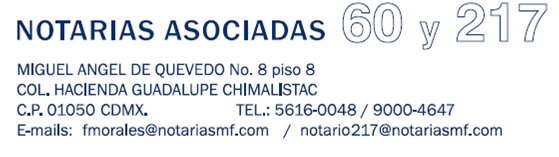 NOTARIAS ASOCIADAS 60 y 217
MIGUEL ANGEL DE QUEVEDO No. 8 piso 8
COL. HACIENDA GUADALUPE CHIMALISTAC
C.P. 01050 CDMX. TEL.: 5616-0048 / 9000-4647
E-mails: fmorales@notariasmf.com / notario217@notariasmf.com